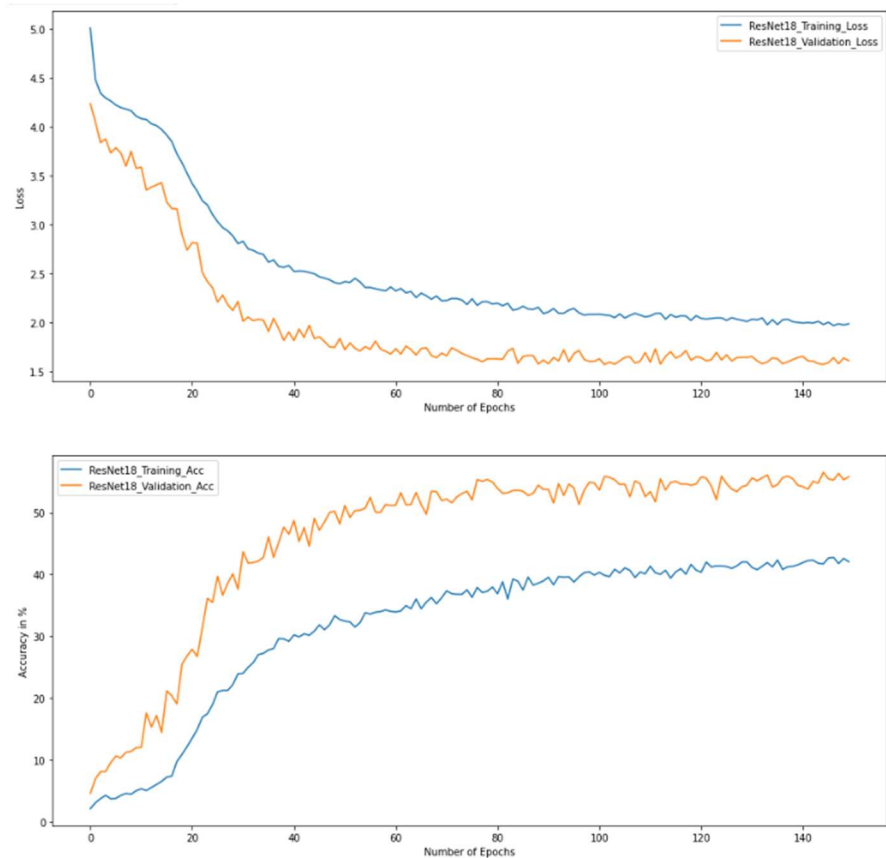 ResNet18_Training_Loss
ResNet18_Validation_Loss
5.0
4.5
4.0
3.5
3.0
2.5
2.0
1.5
Loss
0 20 40 60 80 100 120 140
Number of Epochs
ResNet18_Training_Acc
ResNet18_Validation_Acc
50
40
30
20
10
0
Accuracy in %
0 20 40 60 80 100 120 140
Number of Epochs